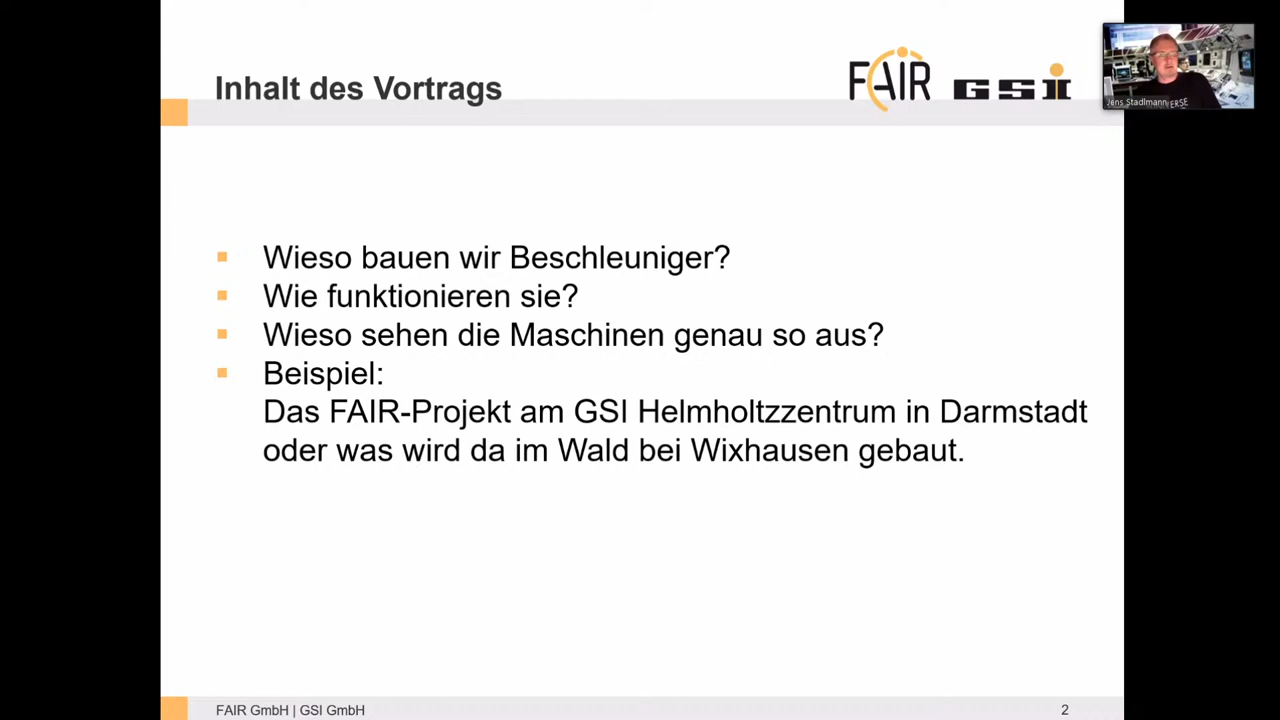 Inhalt des Vortrags
FAIR GSI
Jens Stadlmann
ERSE
Wieso bauen wir Beschleuniger?
Wie funktionieren sie?
Wieso sehen die Maschinen genau so aus?
Beispiel:
Das FAIR-Projekt am GSI Helmholtzzentrum in Darmstadt
oder was wird da im Wald bei Wixhausen gebaut.
FAIR GmbH | GSI GmbH
2